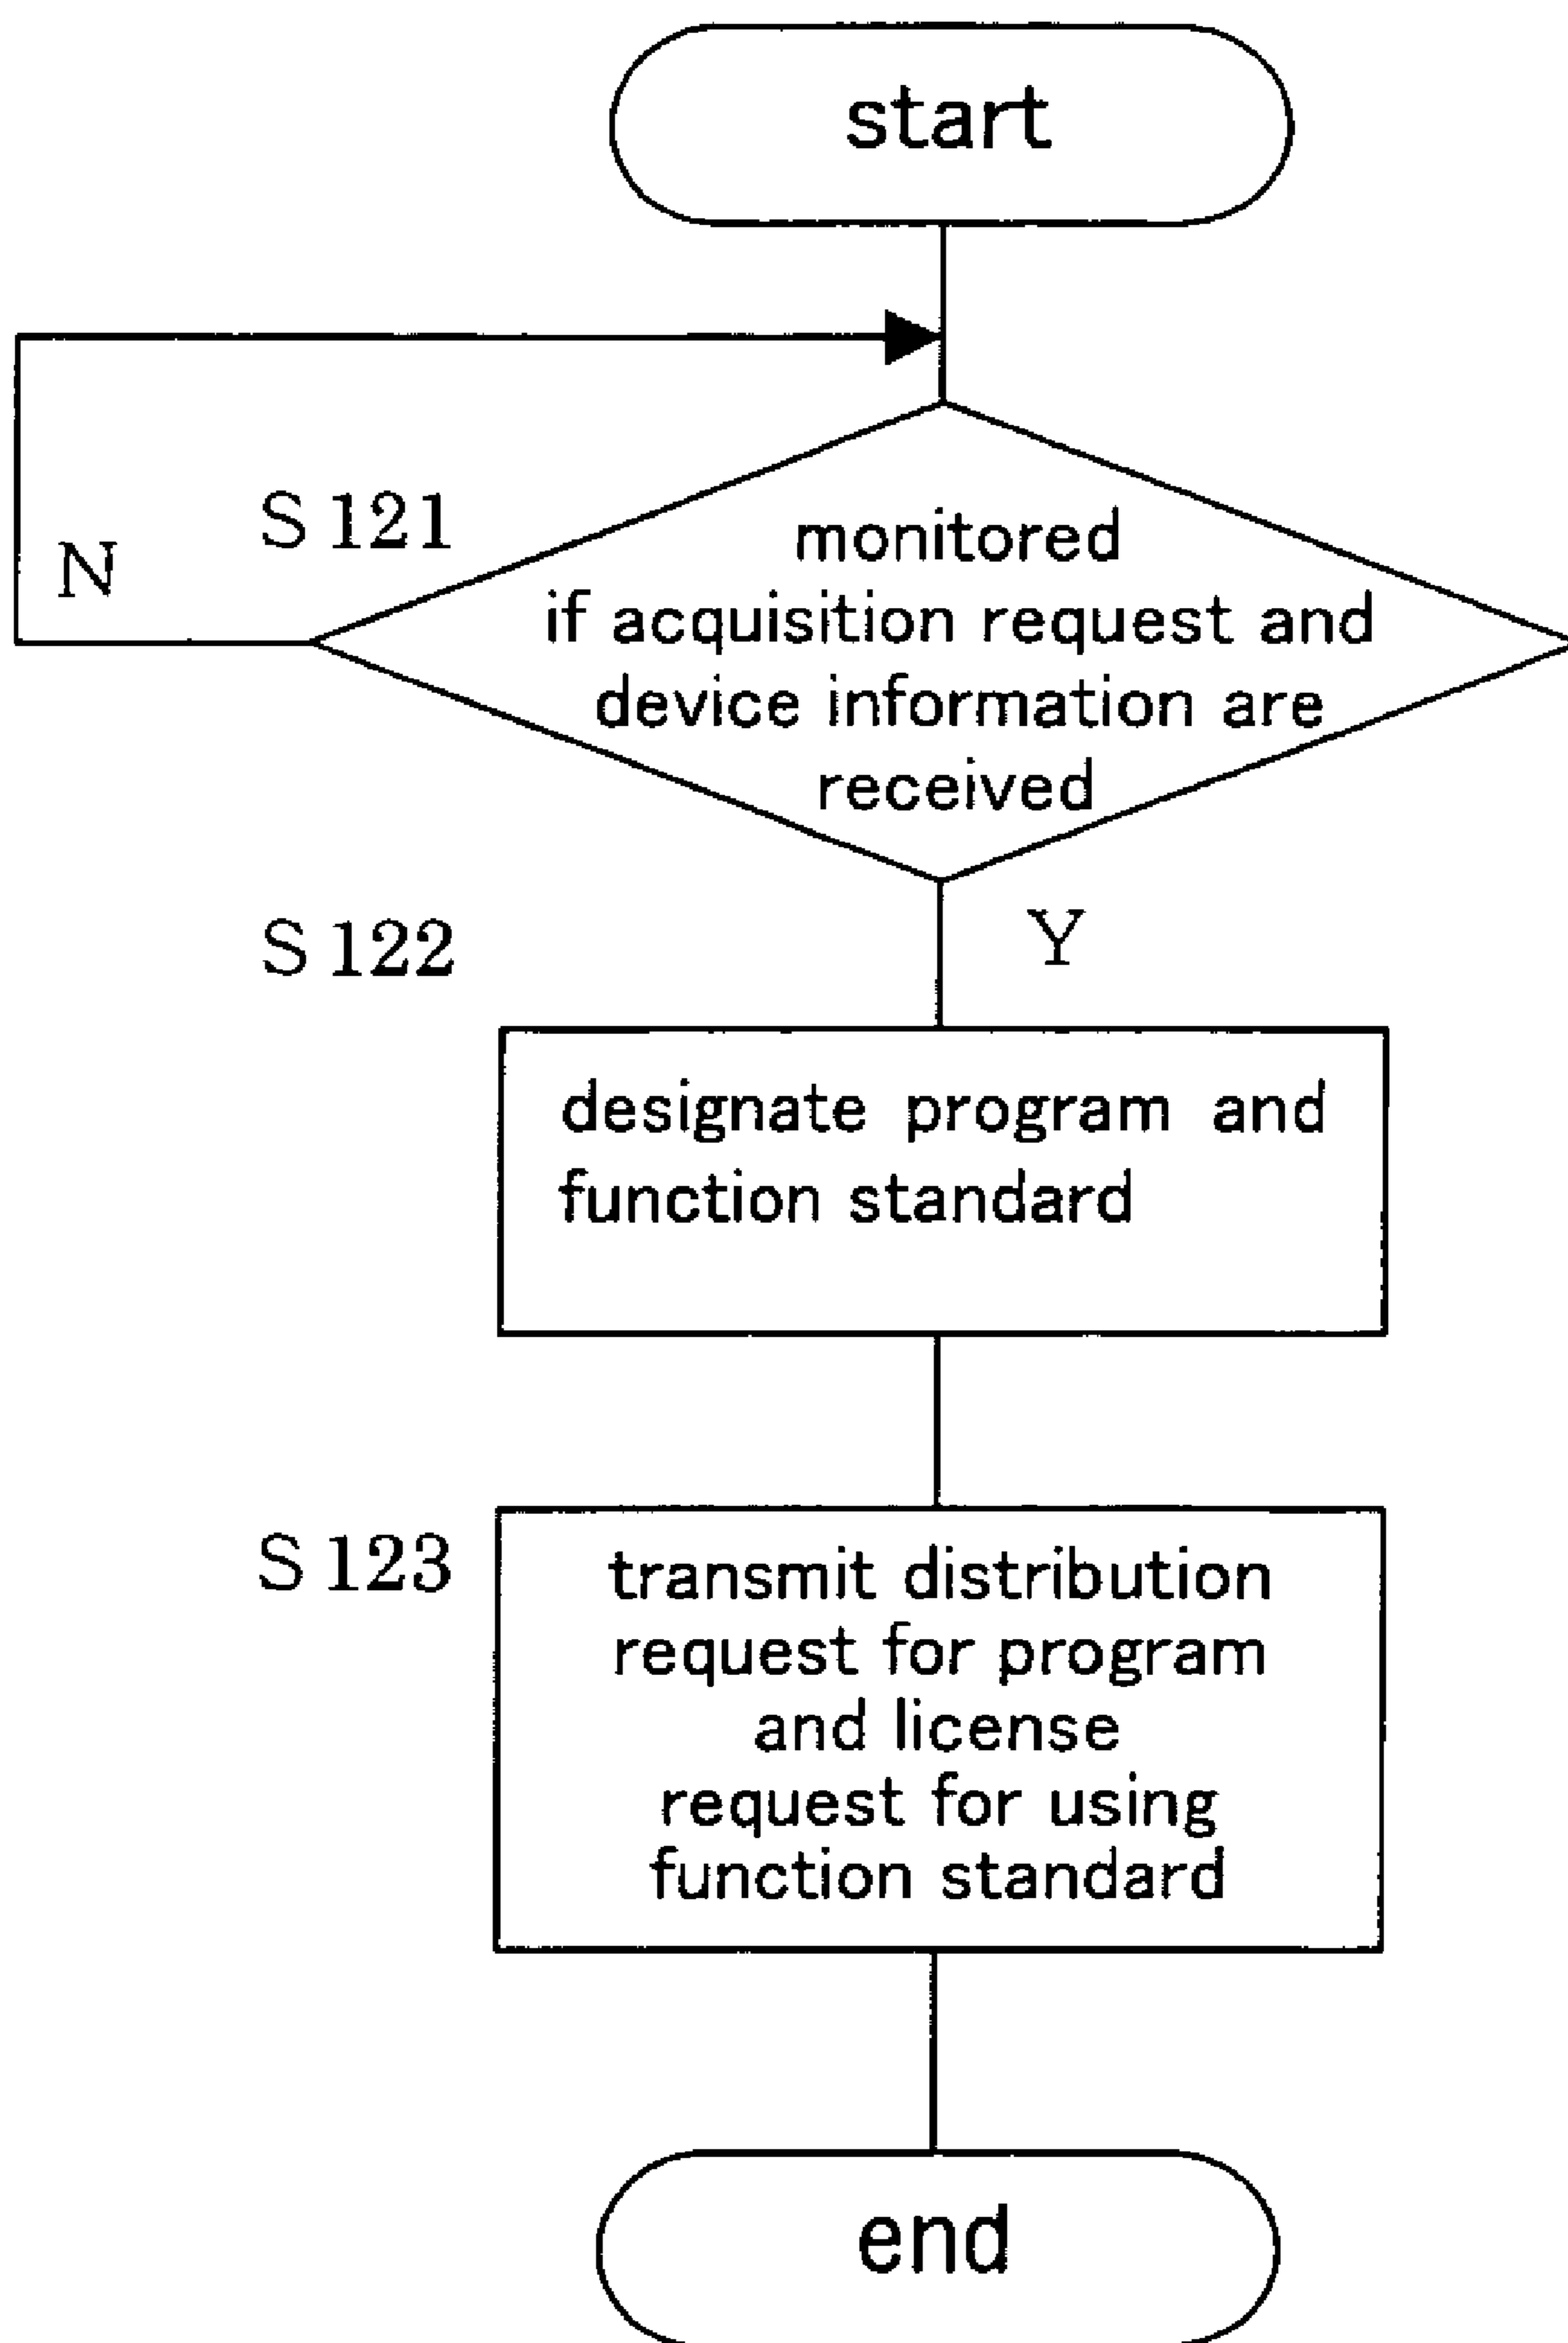 start
S 121
N
monitored
if acquisition request and
device information are
received
S 122
Y
designate program and
function standard
S 123
transmit distribution
request for program
and license
request for using
function standard
end